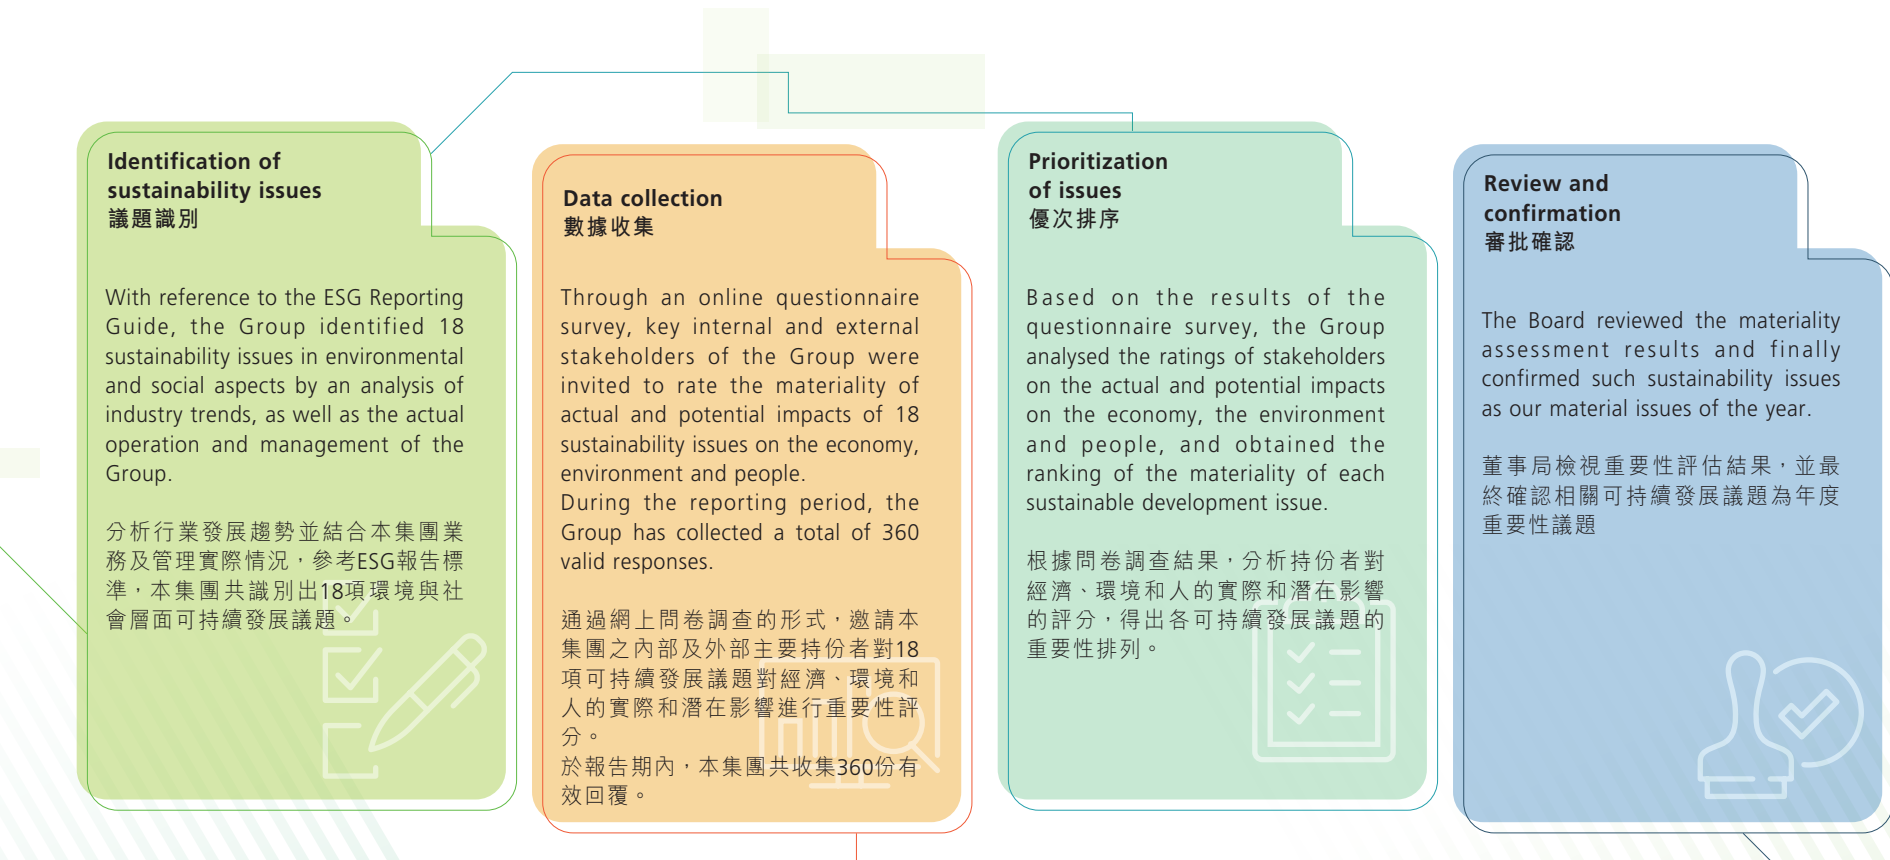 Identification of
sustainability issues
議題識別
With reference to the ESG Reporting
Guide, the Group identified 18
sustainability issues in environmental
and social aspects by an analysis of
industry trends, as well as the actual
operation and management of the
Group.
分析行業發展趨勢並結合本集團業
務及管理實際情況，參考ESG報告標
準，本集團共識別出18項環境與社
會層面可持續發展議題。
Data collection
數據收集
Through an online questionnaire
survey, key internal and external
stakeholders of the Group were
invited to rate the materiality of
actual and potential impacts of 18
sustainability issues on the economy,
environment and people.
During the reporting period, the
Group has collected a total of 360
valid responses.
通過網上問卷調查的形式，邀請本
集團之內部及外部主要持份者對18
項可持續發展議題對經濟、環境和
人的實際和潛在影響進行重要性評
分。
於報告期內，本集團共收集360份有
效回覆。
Prioritization
of issues
優次排序
Based on the results of the
questionnaire survey, the Group
analysed the ratings of stakeholders
on the actual and potential impacts
on the economy, the environment
and people, and obtained the
ranking of the materiality of each
sustainable development issue.
根據問卷調查結果，分析持份者對
經濟、環境和人的實際和潛在影響
的評分，得出各可持續發展議題的
重要性排列。
Review and
confirmation
審批確認
The Board reviewed the materiality
assessment results and finally
confirmed such sustainability issues
as our material issues of the year.
董事局檢視重要性評估結果，並最
終確認相關可持續發展議題為年度
重要性議題